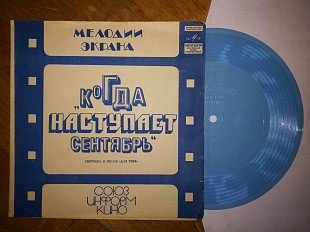 МЕЛОДИИ
ЭКРАНА
„КОГДА
НАСТУПАЕТ
СЕНТЯБРЬ"
СОЮЗ
ИНФОРМ
КИНО